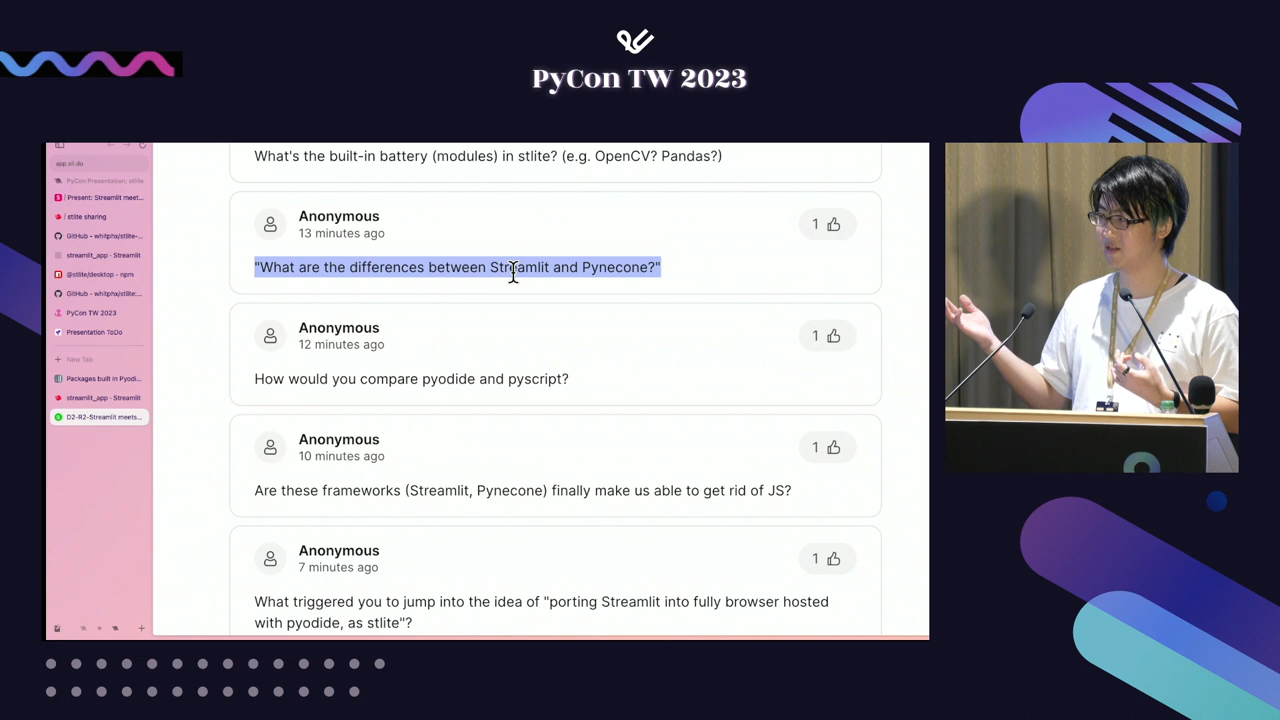 PyCon TW 2023
app.sli.do
PyCon Presentation: stlite
/ Present: Streamlit meet...
/ stlite sharing
GitHub - whitphx/stlite-...
streamlit_app · Streamlit
@stlite/desktop - npm
GitHub - whitphx/stlite:...
PyCon TW 2023
Presentation ToDo
New Tab
Packages built in Pyodi...
streamlit_app · Streamlit
D2-R2-Streamlit meets...
What's the built-in battery (modules) in stlite? (e.g. OpenCV? Pandas?)
Anonymous
13 minutes ago
1
"What are the differences between Streamlit and Pynecone?"
Anonymous
12 minutes ago
1
How would you compare pyodide and pyscript?
Anonymous
10 minutes ago
1
Are these frameworks (Streamlit, Pynecone) finally make us able to get rid of JS?
Anonymous
7 minutes ago
1
What triggered you to jump into the idea of "porting Streamlit into fully browser hosted
with pyodide, as stlite"?